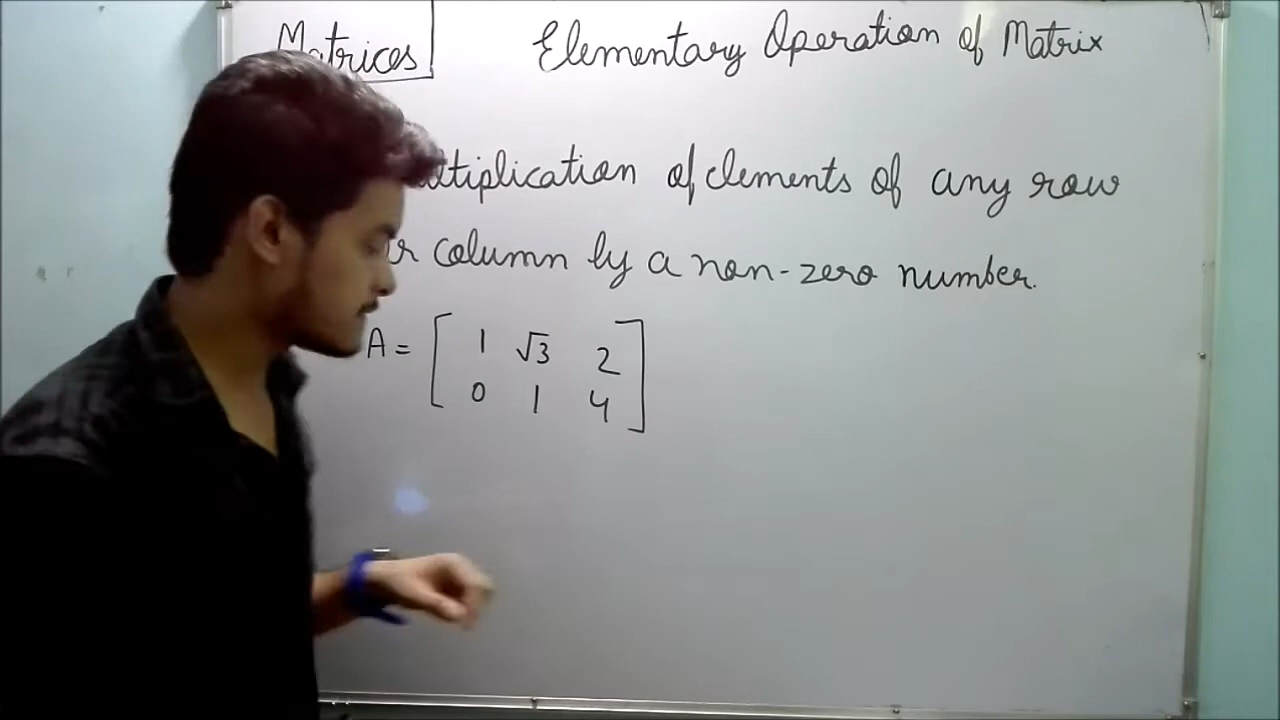 Matrices
Elementary Operation of Matrix
ltiplication of elements of any row
r column by a non-zero number.
A = [ 1 √3 2
0 1 4 ]